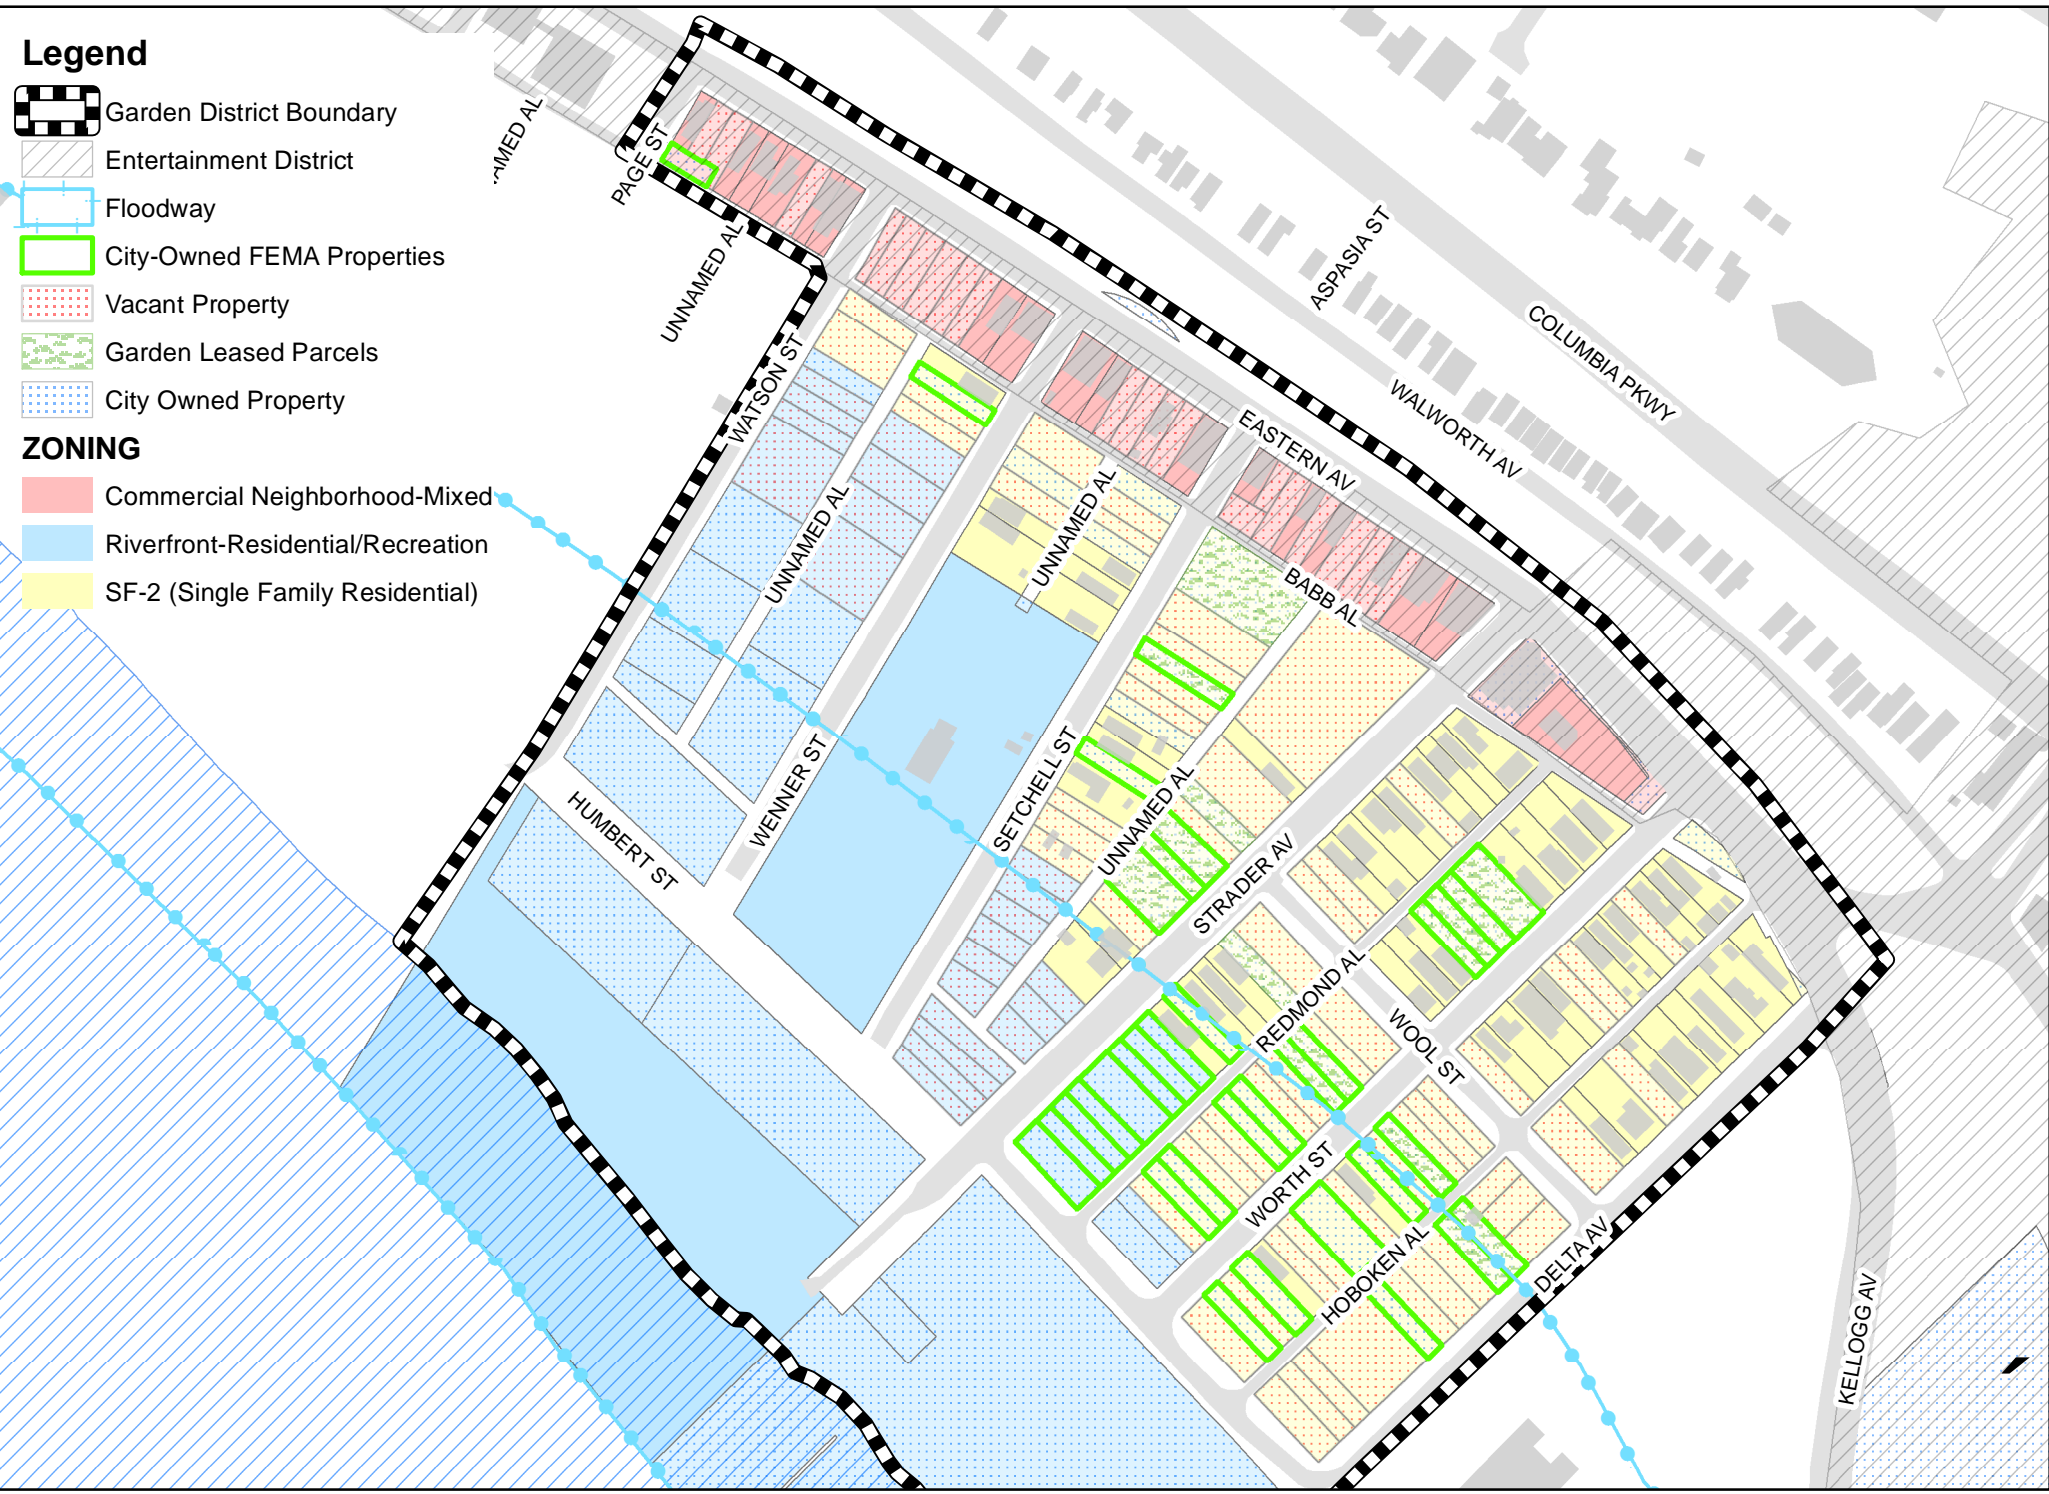 Legend
Garden District Boundary
Entertainment District
Floodway
City-Owned FEMA Properties
Vacant Property
Garden Leased Parcels
City Owned Property
ZONING
Commercial Neighborhood-Mixed
Riverfront-Residential/Recreation
SF-2 (Single Family Residential)
AMED AL
PAGE ST
UNNAMED AL
WATSON ST
UNNAMED AL
UNNAMED AL
ASPASIA ST
COLUMBIA PKWY
WALWORTH AV
EASTERN AV
BABB AL
HUMBERT ST
WENNER ST
SETCHELL ST
UNNAMED AL
STRADER AV
REDMOND AL
WOOL ST
WORTH ST
HOBOKEN AL
DELTA AV
KELLOGG AV